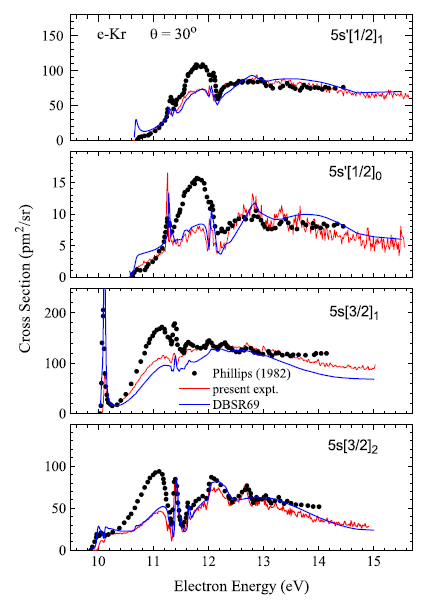 e-Kr θ = 30° 5s'[1/2]₁
150
100
50
0
5s'[1/2]₀
15
10
5
0
5s[3/2]₁
200
100
0
Phillips (1982)
present expt.
DBSR69
5s[3/2]₂
100
50
0
10 11 12 13 14 15
Electron Energy (eV)
Cross Section (pm²/sr)